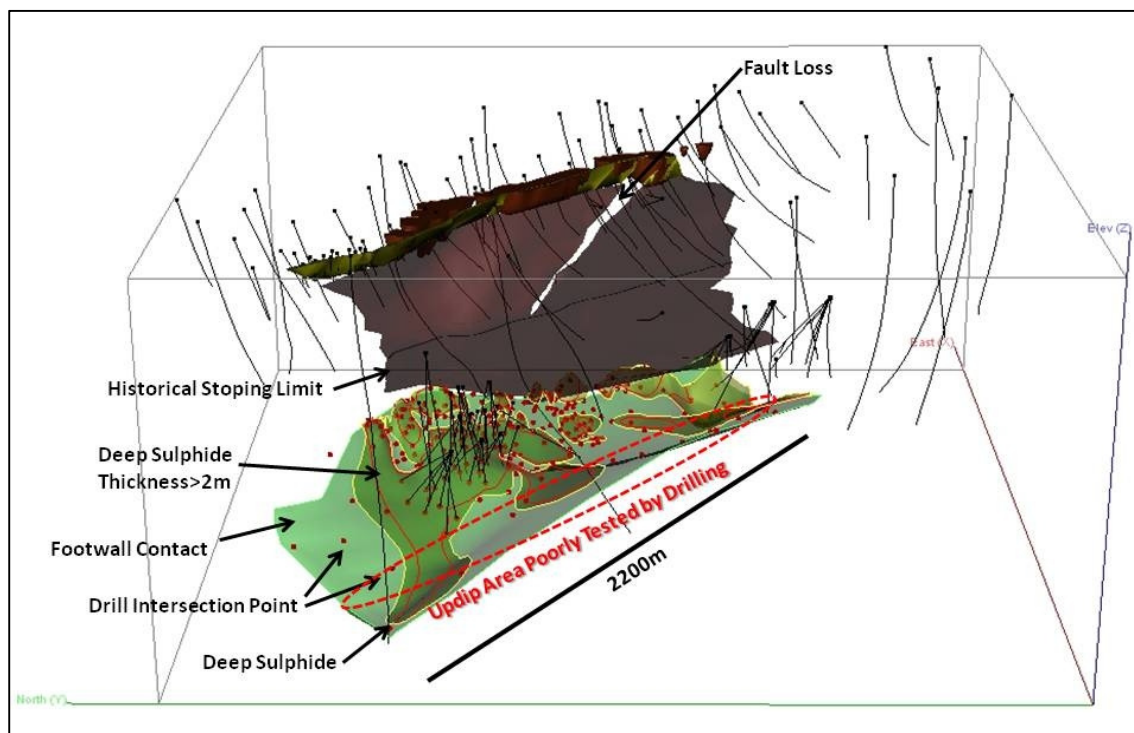 Fault Loss
Elev (Z)
East (X)
Historical Stoping Limit
Deep Sulphide
Thickness>2m
Footwall Contact
Drill Intersection Point
Deep Sulphide
Updip Area Poorly Tested by Drilling
2200m
North (Y)